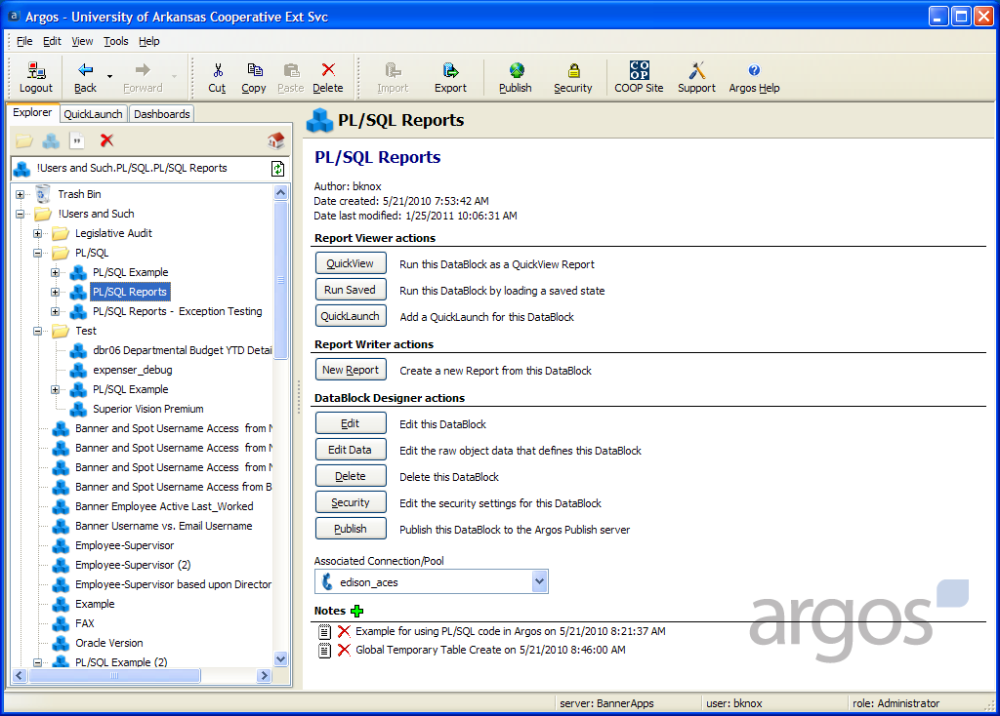 Argos - University of Arkansas Cooperative Ext Svc
File Edit View Tools Help
Logout Back Forward Cut Copy Paste Delete Import Export Publish Security COOP Site Support Argos Help
CO
OP
Explorer QuickLaunch Dashboards
!Users and Such.PL/SQL.PL/SQL Reports
Trash Bin
!Users and Such
Legislative Audit
PL/SQL
PL/SQL Example
PL/SQL Reports
PL/SQL Reports - Exception Testing
Test
dbr06 Departmental Budget YTD Detai
expenser_debug
PL/SQL Example
Superior Vision Premium
Banner and Spot Username Access from N
Banner and Spot Username Access from N
Banner and Spot Username Access from N
Banner and Spot Username Access from B
Banner Employee Active Last_Worked
Banner Username vs. Email Username
Employee-Supervisor
Employee-Supervisor (2)
Employee-Supervisor based upon Director
Example
FAX
Oracle Version
PL/SQL Example (2)
PL/SQL Reports
PL/SQL Reports
Author: bknox
Date created: 5/21/2010 7:53:42 AM
Date last modified: 1/25/2011 10:06:31 AM
Report Viewer actions
QuickView Run this DataBlock as a QuickView Report
Run Saved Run this DataBlock by loading a saved state
QuickLaunch Add a QuickLaunch for this DataBlock
Report Writer actions
New Report Create a new Report from this DataBlock
DataBlock Designer actions
Edit Edit this DataBlock
Edit Data Edit the raw object data that defines this DataBlock
Delete Delete this DataBlock
Security Edit the security settings for this DataBlock
Publish Publish this DataBlock to the Argos Publish server
Associated Connection/Pool
edison_aces
Notes
Example for using PL/SQL code in Argos on 5/21/2010 8:21:37 AM
Global Temporary Table Create on 5/21/2010 8:46:00 AM
argos
server: BannerApps user: bknox role: Administrator